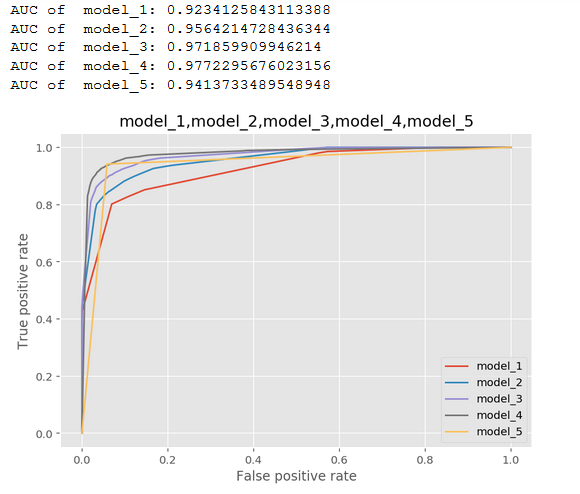 AUC of  model_1: 0.9234125843113388
AUC of  model_2: 0.9564214728436344
AUC of  model_3: 0.971859909946214
AUC of  model_4: 0.9772295676023156
AUC of  model_5: 0.9413733489548948
model_1,model_2,model_3,model_4,model_5
1.0
0.8
0.6
0.4
0.2
0.0
True positive rate
model_1
model_2
model_3
model_4
model_5
0.0 0.2 0.4 0.6 0.8 1.0
False positive rate